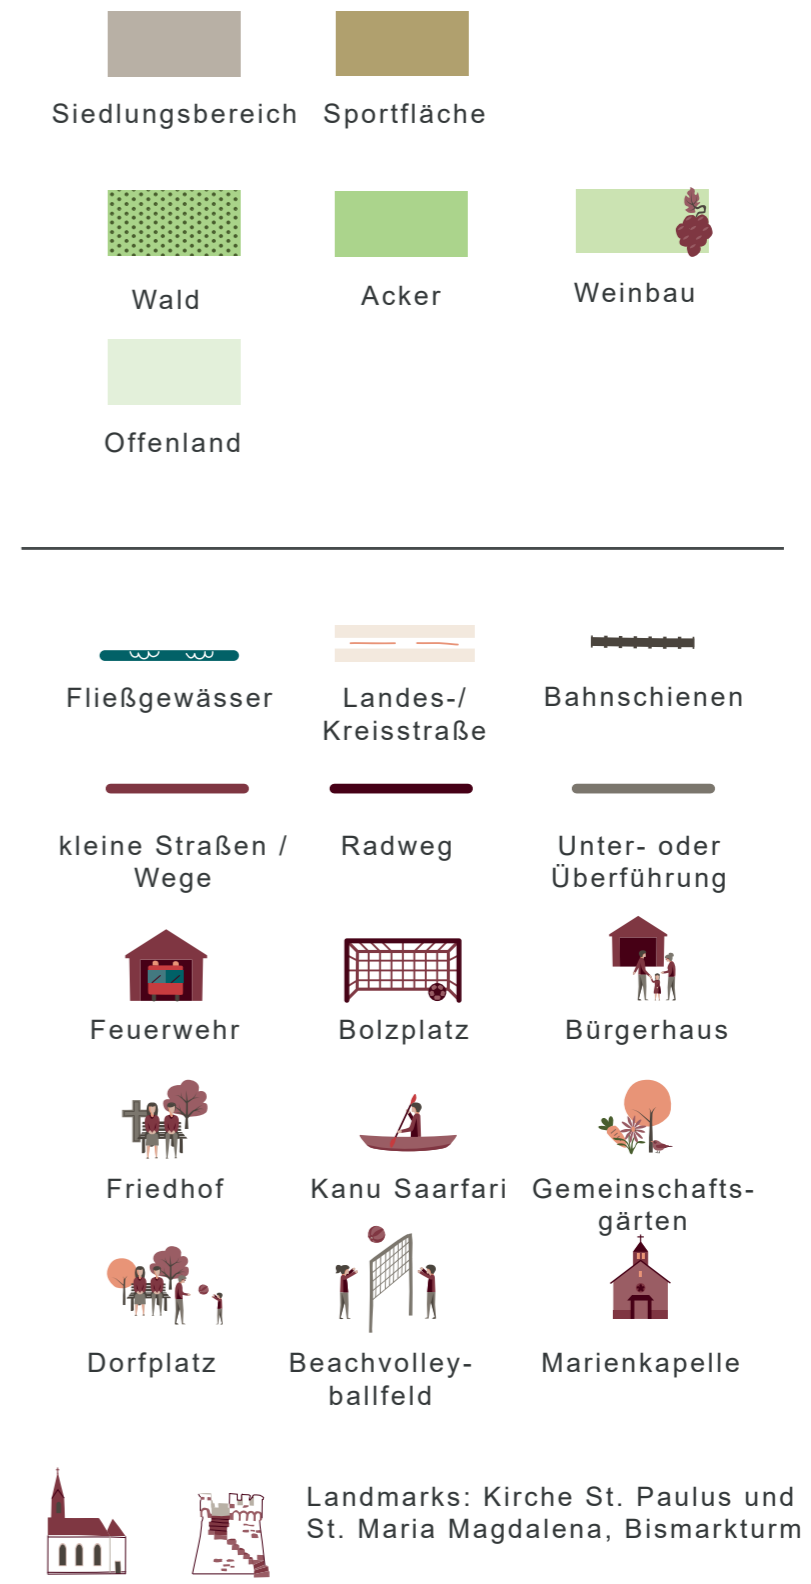 Siedlungsbereich
Sportfläche
Wald
Acker
Weinbau
Offenland
Fließgewässer
Landes-/
Kreisstraße
Bahnschienen
kleine Straßen /
Wege
Radweg
Unter- oder
Überführung
Feuerwehr
Bolzplatz
Bürgerhaus
Friedhof
Kanu Saarfari
Gemeinschafts-
gärten
Dorfplatz
Beachvolley-
ballfeld
Marienkapelle
Landmarks: Kirche St. Paulus und
St. Maria Magdalena, Bismarkturm